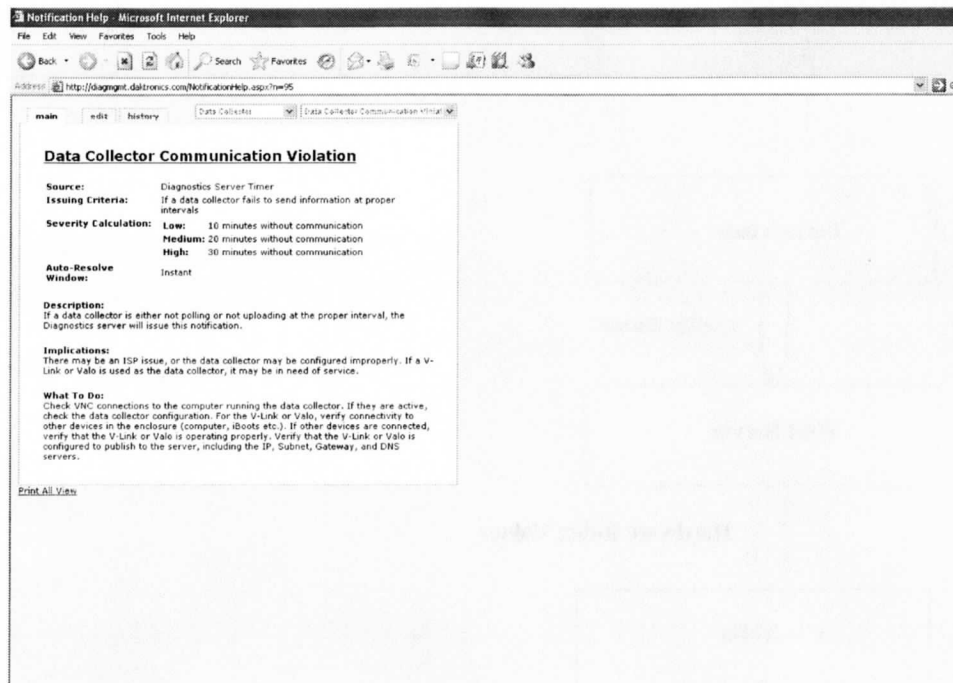 Notification Help - Microsoft Internet Explorer
File Edit View Favorites Tools Help
Back Search Favorites
Address http://diagmgmt.daktronics.com/NotificationHelp.aspx?n=95
main edit history Data Collector Data Collector Communication Violat
Data Collector Communication Violation
Source: Diagnostics Server Timer
Issuing Criteria: If a data collector fails to send information at proper
intervals
Severity Calculation: Low: 10 minutes without communication
Medium: 20 minutes without communication
High: 30 minutes without communication
Auto-Resolve
Window: Instant
Description:
If a data collector is either not polling or not uploading at the proper interval, the
Diagnostics server will issue this notification.
Implications:
There may be an ISP issue, or the data collector may be configured improperly. If a V-
Link or Valo is used as the data collector, it may be in need of service.
What To Do:
Check VNC connections to the computer running the data collector. If they are active,
check the data collector configuration. For the V-Link or Valo, verify connectivity to
other devices in the enclosure (computer, iBoots etc.). If other devices are connected,
verify that the V-Link or Valo is operating properly. Verify that the V-Link or Valo is
configured to publish to the server, including the IP, Subnet, Gateway, and DNS
servers.
Print All View